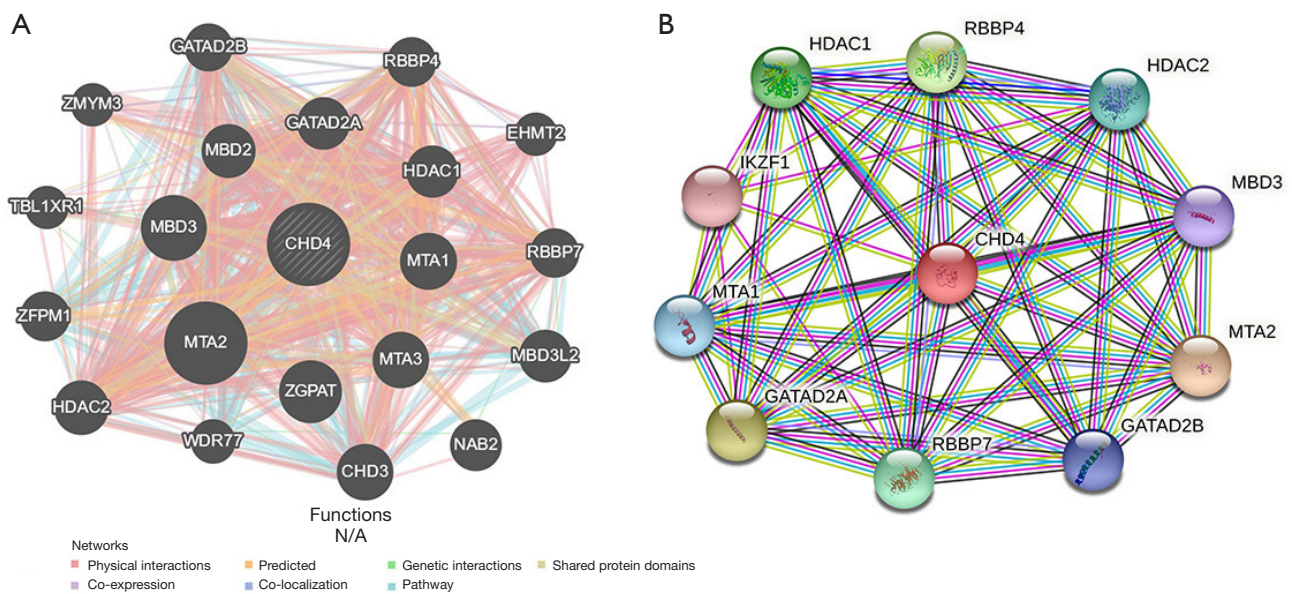 A
GATAD2B
RBBP4
ZMYM3
GATAD2A
EHMT2
MBD2
HDAC1
TBL1XR1
MBD3
CHD4
MTA1
RBBP7
ZFPM1
MTA2
MTA3
MBD3L2
ZGPAT
HDAC2
WDR77
NAB2
CHD3
Functions
N/A
Networks
Physical interactions
Predicted
Genetic interactions
Shared protein domains
Co-expression
Co-localization
Pathway
B
RBBP4
HDAC1
HDAC2
IKZF1
MBD3
CHD4
MTA1
MTA2
GATAD2A
GATAD2B
RBBP7